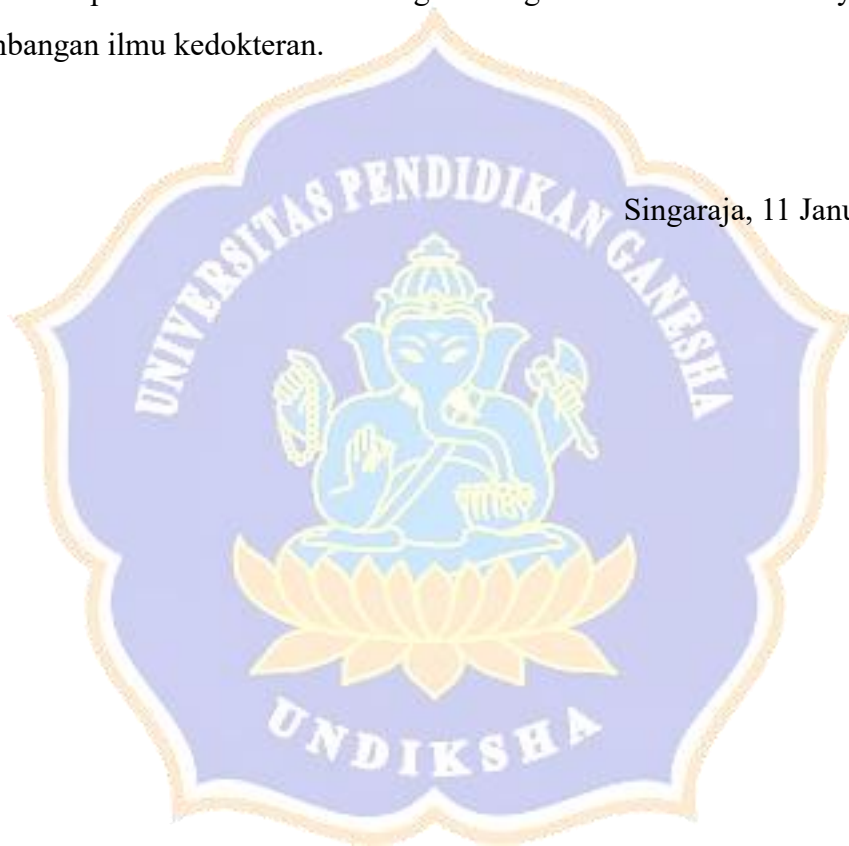 mbangan ilmu kedokteran.
Singaraja, 11 Janu
UNIVERSITAS PENDIDIKAN GANESHA
UNDIKSHA